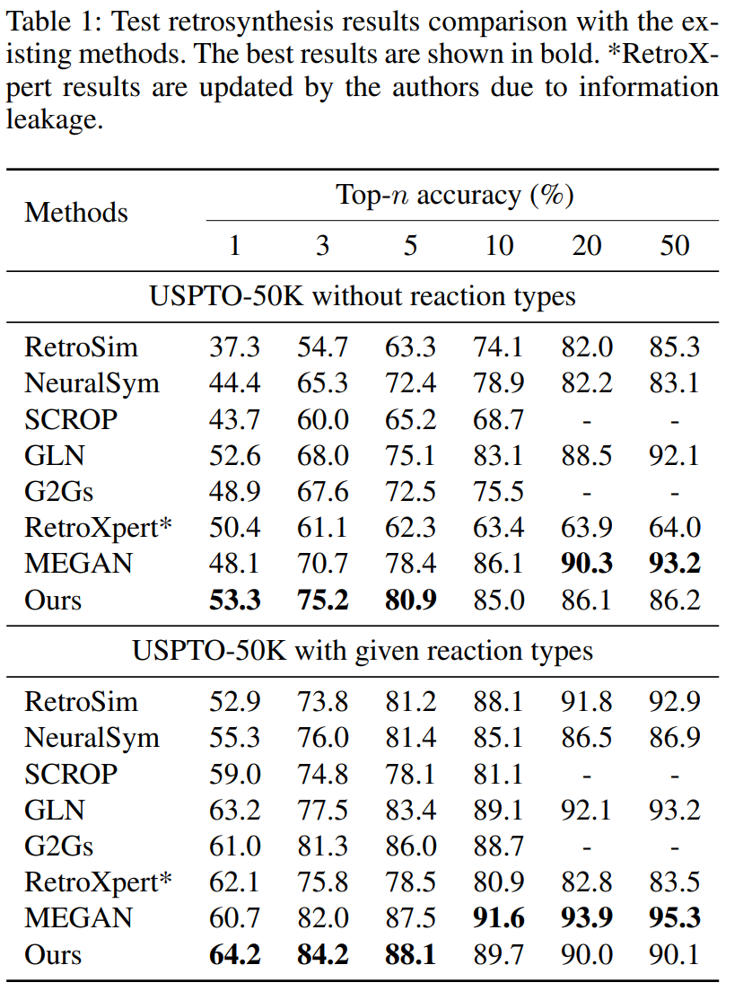 Table 1: Test retrosynthesis results comparison with the ex-
isting methods. The best results are shown in bold. *RetroX-
pert results are updated by the authors due to information
leakage.
Methods
Top-n accuracy (%)
1 3 5 10 20 50
USPTO-50K without reaction types
RetroSim 37.3 54.7 63.3 74.1 82.0 85.3
NeuralSym 44.4 65.3 72.4 78.9 82.2 83.1
SCROP 43.7 60.0 65.2 68.7 - -
GLN 52.6 68.0 75.1 83.1 88.5 92.1
G2Gs 48.9 67.6 72.5 75.5 - -
RetroXpert* 50.4 61.1 62.3 63.4 63.9 64.0
MEGAN 48.1 70.7 78.4 86.1 90.3 93.2
Ours 53.3 75.2 80.9 85.0 86.1 86.2
USPTO-50K with given reaction types
RetroSim 52.9 73.8 81.2 88.1 91.8 92.9
NeuralSym 55.3 76.0 81.4 85.1 86.5 86.9
SCROP 59.0 74.8 78.1 81.1 - -
GLN 63.2 77.5 83.4 89.1 92.1 93.2
G2Gs 61.0 81.3 86.0 88.7 - -
RetroXpert* 62.1 75.8 78.5 80.9 82.8 83.5
MEGAN 60.7 82.0 87.5 91.6 93.9 95.3
Ours 64.2 84.2 88.1 89.7 90.0 90.1